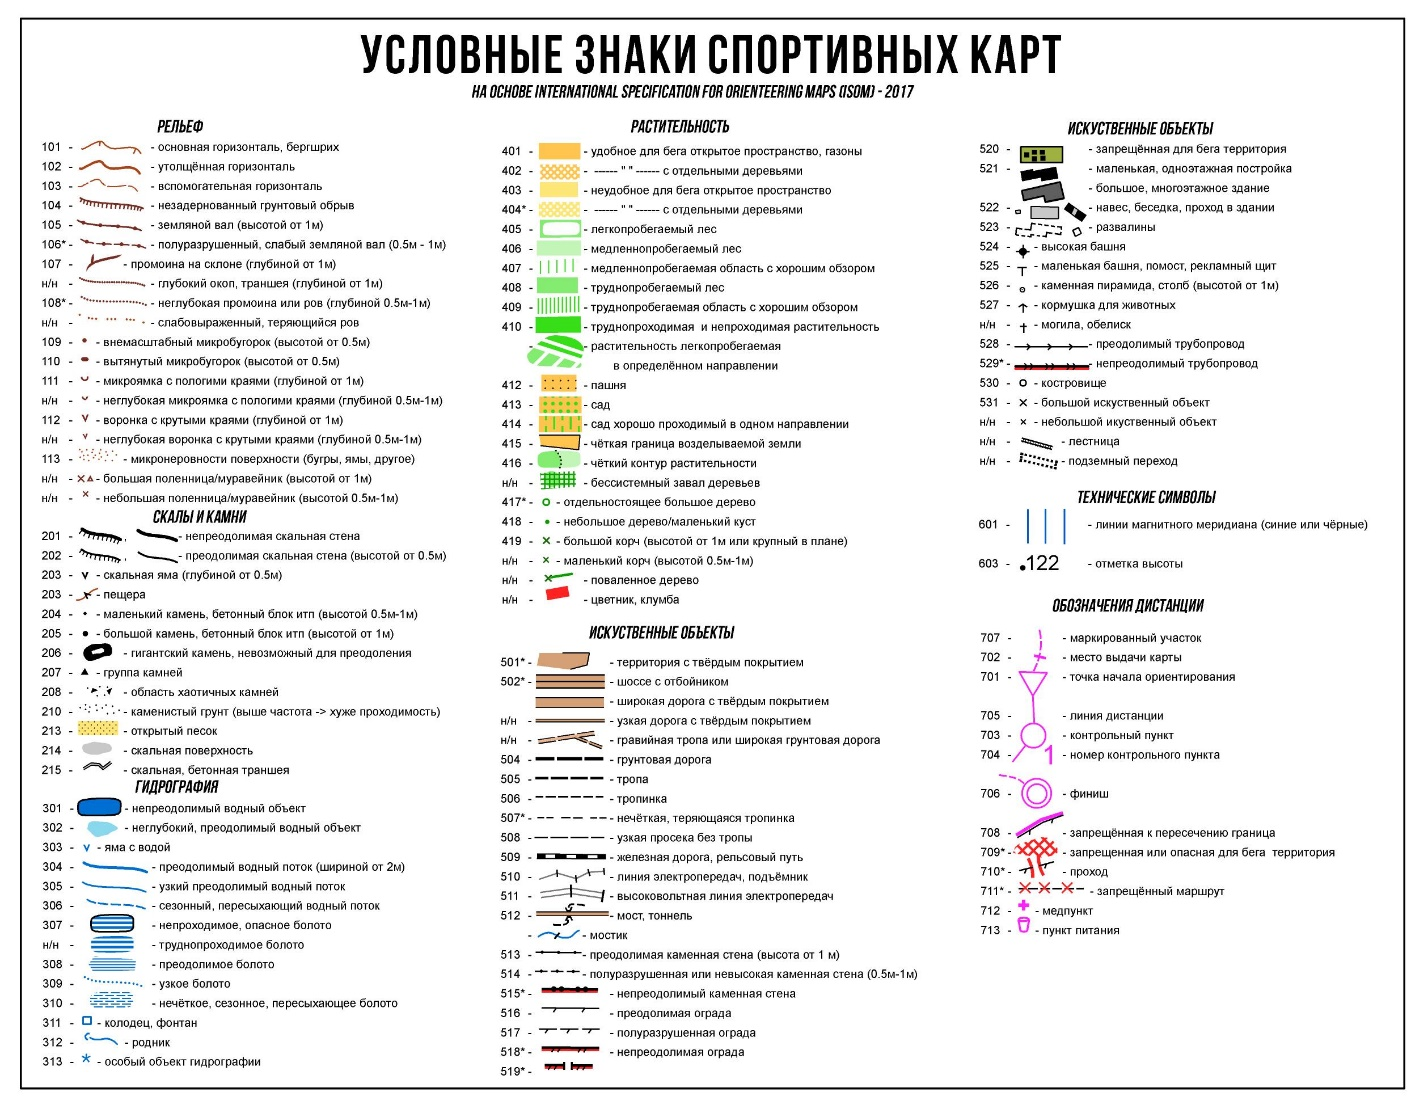 УСЛОВНЫЕ ЗНАКИ СПОРТИВНЫХ КАРТ
НА ОСНОВЕ INTERNATIONAL SPECIFICATION FOR ORIENTEERING MAPS (ISOM) - 2017
РЕЛЬЕФ
101 - - основная горизонталь, бергширх
102 - - утолщённая горизонталь
103 - - вспомогательная горизонталь
104 - - незадернованный грунтовый обрыв
105 - - земляной вал (высотой от 1м)
106* - - полуразрушенный, слабый земляной вал (0.5м - 1м)
107 - - промоина на склоне (глубиной от 1м)
н/н - - глубокий окоп, траншея (глубиной от 1м)
108* - - неглубокая промоина или ров (глубиной 0.5м-1м)
н/н - - слабовыраженный, теряющийся ров
109 - - внемасштабный микробугорок (высотой от 0.5м)
110 - - вытянутый микробугорок (высотой от 0.5м)
111 - - микроямка с пологими краями (глубиной от 1м)
н/н - - неглубокая микроямка с пологими краями (глубиной 0.5м-1м)
112 - - воронка с крутыми краями (глубиной от 1м)
н/н - - неглубокая воронка с крутыми краями (глубиной 0.5м-1м)
113 - - микронеровности поверхности (бугры, ямы, другое)
н/н - - большая поленница/муравейник (высотой от 1м)
н/н - - небольшая поленница/муравейник (высотой 0.5м-1м)
СКАЛЫ И КАМНИ
201 - - непреодолимая скальная стена
202 - - преодолимая скальная стена (высотой от 0.5м)
203 - - скальная яма (глубиной от 0.5м)
203 - - пещера
204 - - маленький камень, бетонный блок итп (высотой 0.5м-1м)
205 - - большой камень, бетонный блок итп (высотой от 1м)
206 - - гигантский камень, невозможный для преодоления
207 - - группа камней
208 - - область хаотичных камней
210 - - каменистый грунт (выше частота -> хуже проходимость)
213 - - открытый песок
214 - - скальная поверхность
215 - - скальная, бетонная траншея
ГИДРОГРАФИЯ
301 - - непреодолимый водный объект
302 - - неглубокий, преодолимый водный объект
303 - - яма с водой
304 - - преодолимый водный поток (шириной от 2м)
305 - - узкий преодолимый водный поток
306 - - сезонный, пересыхающий водный поток
307 - - непроходимое, опасное болото
н/н - - труднопроходимое болото
308 - - преодолимое болото
309 - - узкое болото
310 - - нечёткое, сезонное, пересыхающее болото
311 - - колодец, фонтан
312 - - родник
313 - - особый объект гидрографии
РАСТИТЕЛЬНОСТЬ
401 - удобное для бега открытое пространство, газоны
402 - ------ " " ------ с отдельными деревьями
403 - неудобное для бега открытое пространство
404* - ------ " " ------ с отдельными деревьями
405 - легкопробегаемый лес
406 - медленнопробегаемый лес
407 - медленнопробегаемая область с хорошим обзором
408 - труднопробегаемый лес
409 - труднопробегаемая область с хорошим обзором
410 - труднопроходимая и непроходимая растительность
- растительность легкопробегаемая
в определённом направлении
412 - - пашня
413 - - сад
414 - - сад хорошо проходимый в одном направлении
415 - - чёткая граница возделываемой земли
416 - - чёткий контур растительности
н/н - - бессистемный завал деревьев
417* - - отдельностоящее большое дерево
418 - - небольшое дерево/маленький куст
419 - - большой корч (высотой от 1м или крупный в плане)
н/н - - маленький корч (высотой 0.5м-1м)
н/н - - поваленное дерево
н/н - - цветник, клумба
ИСКУСТВЕННЫЕ ОБЪЕКТЫ
501* - - территория с твёрдым покрытием
502* - - шоссе с отбойником
- широкая дорога с твёрдым покрытием
н/н - - узкая дорога с твёрдым покрытием
н/н - - гравийная тропа или широкая грунтовая дорога
504 - - грунтовая дорога
505 - - тропа
506 - - тропинка
507* - - нечёткая, теряющаяся тропинка
508 - - узкая просека без тропы
509 - - железная дорога, рельсовый путь
510 - - линия электропередач, подъёмник
511 - - высоковольтная линия электропередач
512 - - мост, тоннель
- - мостик
513 - - преодолимая каменная стена (высота от 1 м)
514 - - полуразрушенная или невысокая каменная стена (0.5м-1м)
515* - - непреодолимый каменная стена
516 - - преодолимая ограда
517 - - полуразрушенная ограда
518* - - непреодолимая ограда
519* -
ИСКУСТВЕННЫЕ ОБЪЕКТЫ
520 - - запрещённая для бега территория
521 - - маленькая, одноэтажная постройка
- большое, многоэтажное здание
522 - - навес, беседка, проход в здании
523 - - развалины
524 - - высокая башня
525 - - маленькая башня, помост, рекламный щит
526 - - каменная пирамида, столб (высотой от 1м)
527 - - кормушка для животных
н/н - - могила, обелиск
528 - - преодолимый трубопровод
529* - - непреодолимый трубопровод
530 - - костровище
531 - - большой искуственный объект
н/н - - небольшой икуственный объект
н/н - - лестница
н/н - - подземный переход
ТЕХНИЧЕСКИЕ СИМВОЛЫ
601 - - линии магнитного меридиана (синие или чёрные)
603 - .122 - отметка высоты
ОБОЗНАЧЕНИЯ ДИСТАНЦИИ
707 - - маркированный участок
702 - - место выдачи карты
701 - - точка начала ориентирования
705 - - линия дистанции
703 - - контрольный пункт
704 - 1 - номер контрольного пункта
706 - - финиш
708 - - запрещённая к пересечению граница
709* - - запрещенная или опасная для бега территория
710* - - проход
711* - - запрещённый маршрут
712 - - медпункт
713 - - пункт питания